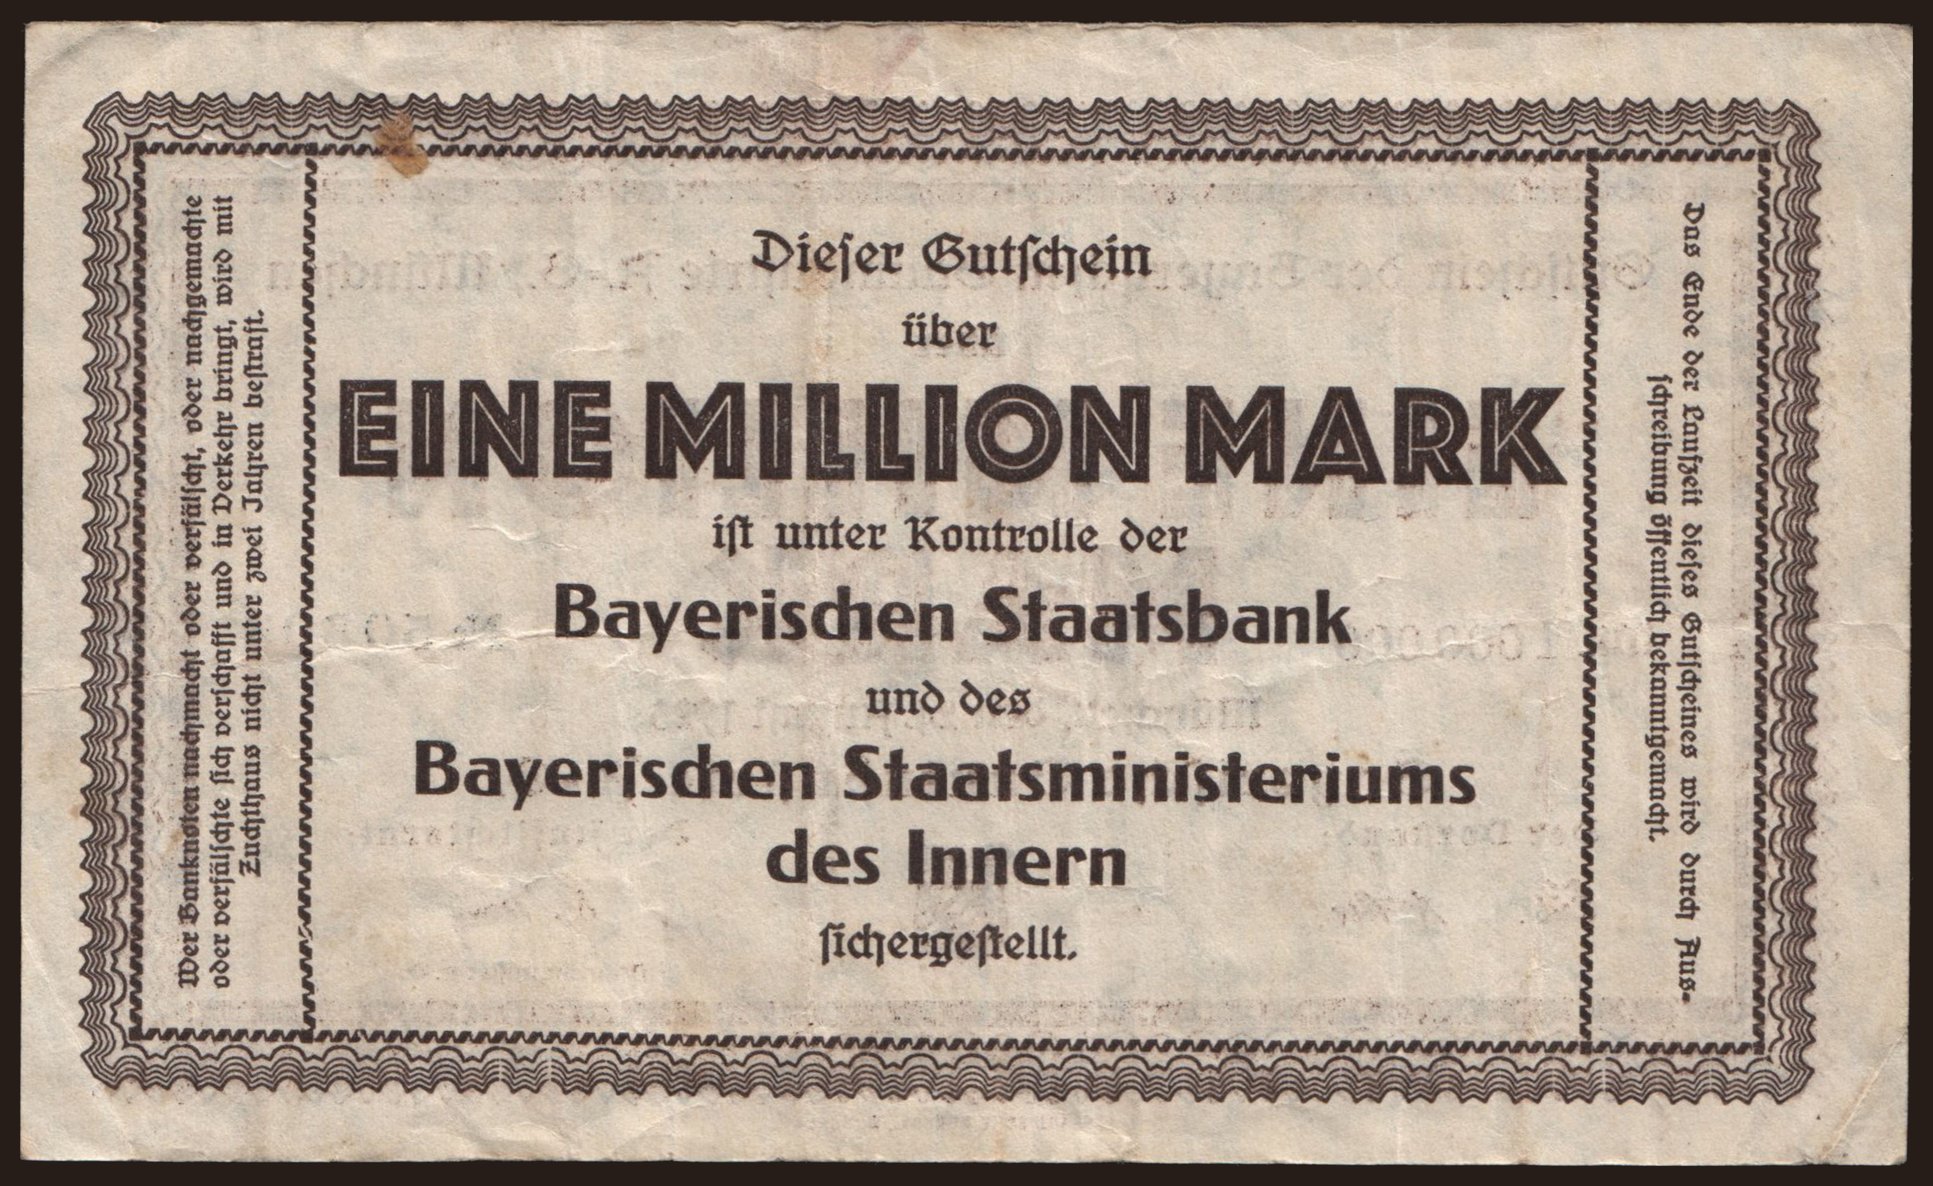 Wer Banknoten nachmacht oder verfälscht, oder nachgemachte
oder verfälschte sich verschafft und in Verkehr bringt, wird mit
Zuchthaus nicht unter zwei Jahren bestraft.
Dieser Gutschein
über
EINE MILLION MARK
ist unter Kontrolle der
Bayerischen Staatsbank
und des
Bayerischen Staatsministeriums
des Innern
sichergestellt.
Das Ende der Laufzeit dieses Gutscheines wird durch Aus-
schreibung öffentlich bekanntgemacht.